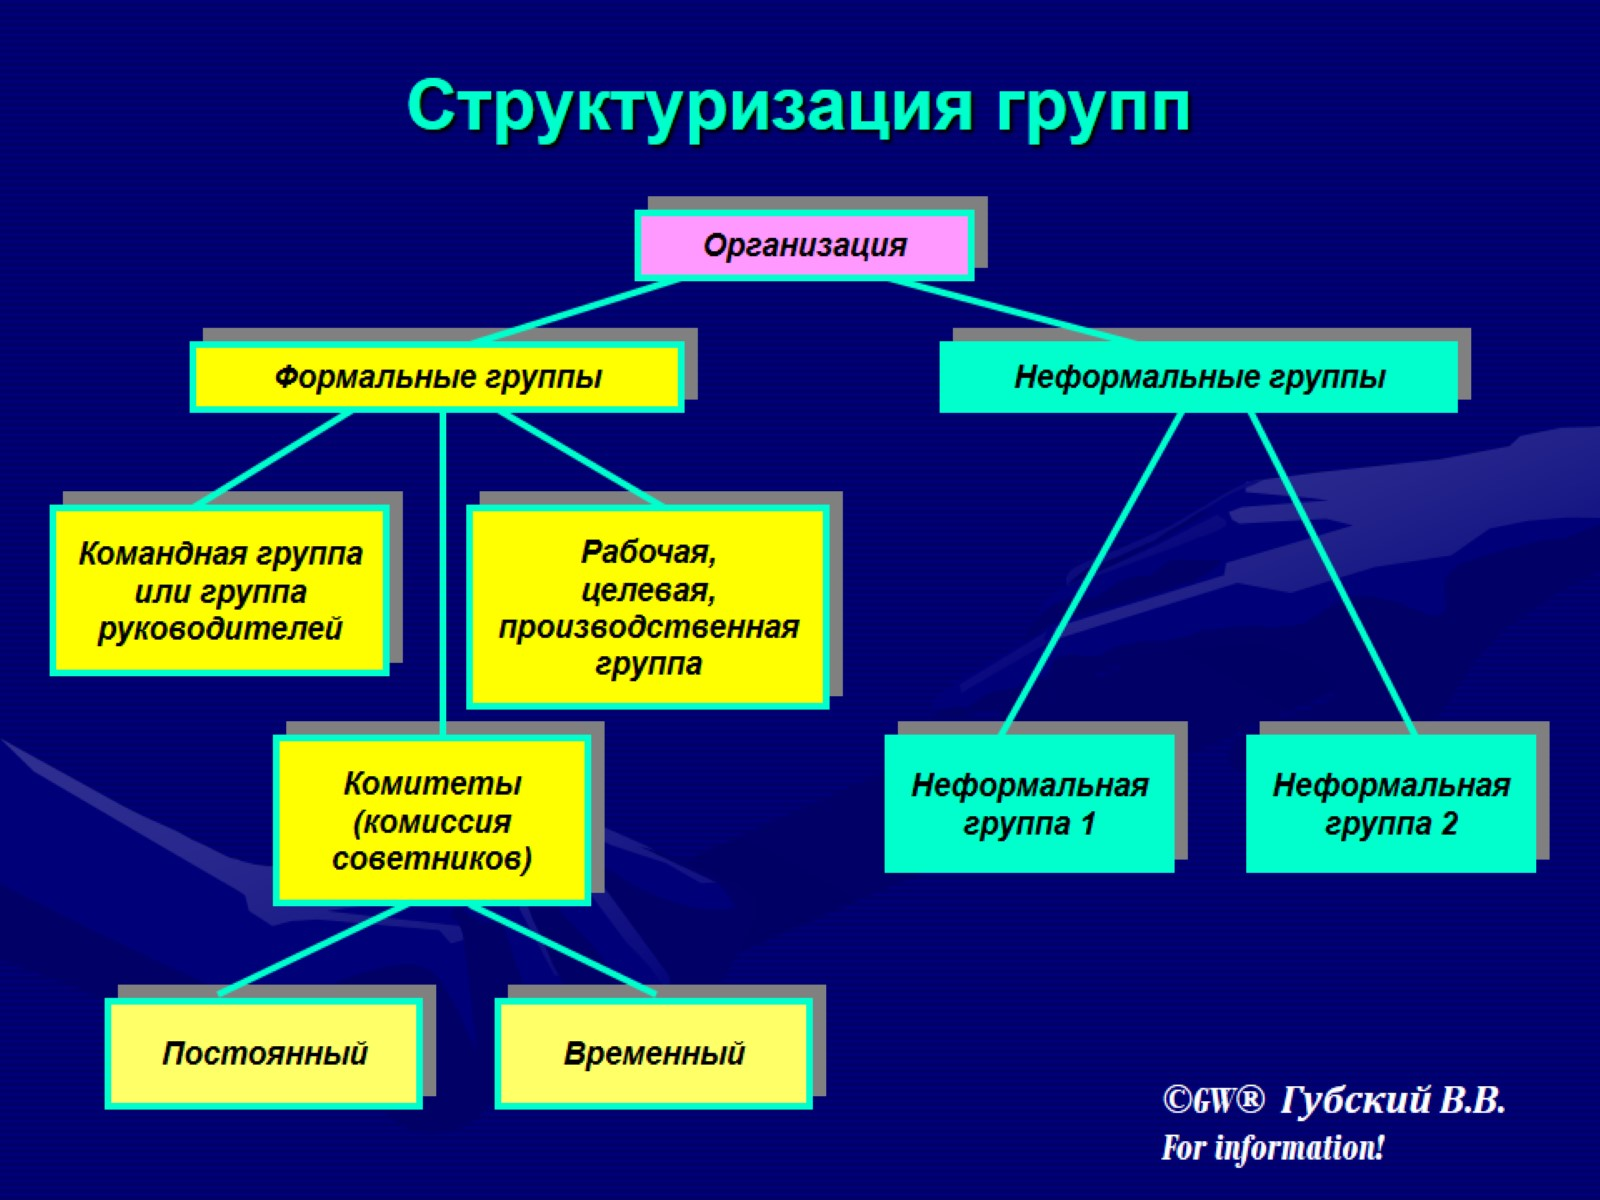 Структуризация групп
Организация
Формальные группы
Неформальные группы
Командная группа
или группа
руководителей
Рабочая,
целевая,
производственная
группа
Комитеты
(комиссия
советников)
Неформальная
группа 1
Неформальная
группа 2
Постоянный
Временный
©GW® Губский В.В.
For information!